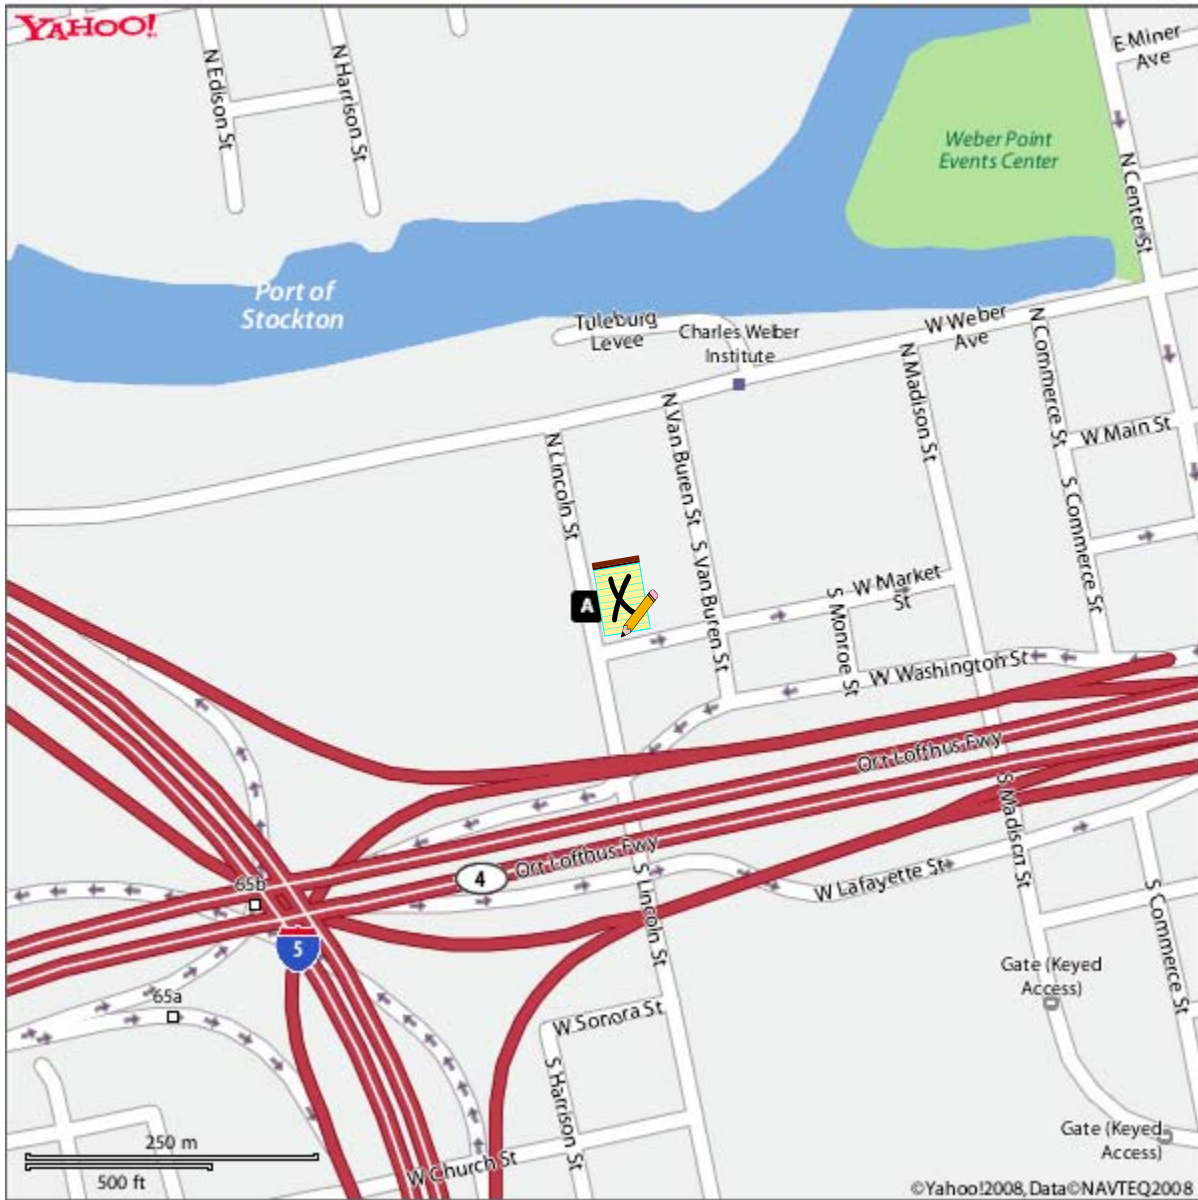 YAHOO!
N Edison St
N Harrison St
E Miner
Ave
Weber Point
Events Center
N Center St
Port of
Stockton
Tuleburg
Levee
Charles Weber
Institute
W Weber
Ave
N Commerce St
N Madison St
W Main St
N Van Buren St
N Lincoln St
S Commerce St
S Van Buren St
A
X
W Market
St
S Monroe St
W Washington St
Orr Lofthus Fwy
S Madison St
Orr Lofthus Fwy
4
65b
W Lafayette St
S Lincoln St
S Commerce St
5
Gate (Keyed
Access)
65a
W Sonora St
S Harrison St
250 m
500 ft
W Church St
Gate (Keyed
Access)
©Yahoo!2008, Data©NAVTEQ2008